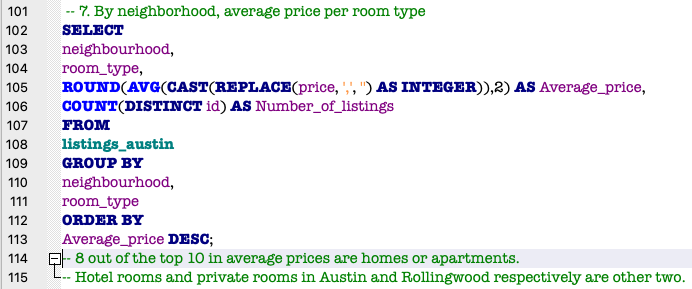 101 -- 7. By neighborhood, average price per room type
102 SELECT
103 neighbourhood,
104 room_type,
105 ROUND(AVG(CAST(REPLACE(price, ',', '') AS INTEGER)),2) AS Average_price,
106 COUNT(DISTINCT id) AS Number_of_listings
107 FROM
108 listings_austin
109 GROUP BY
110 neighbourhood,
111 room_type
112 ORDER BY
113 Average_price DESC;
114 -- 8 out of the top 10 in average prices are homes or apartments.
115 -- Hotel rooms and private rooms in Austin and Rollingwood respectively are other two.